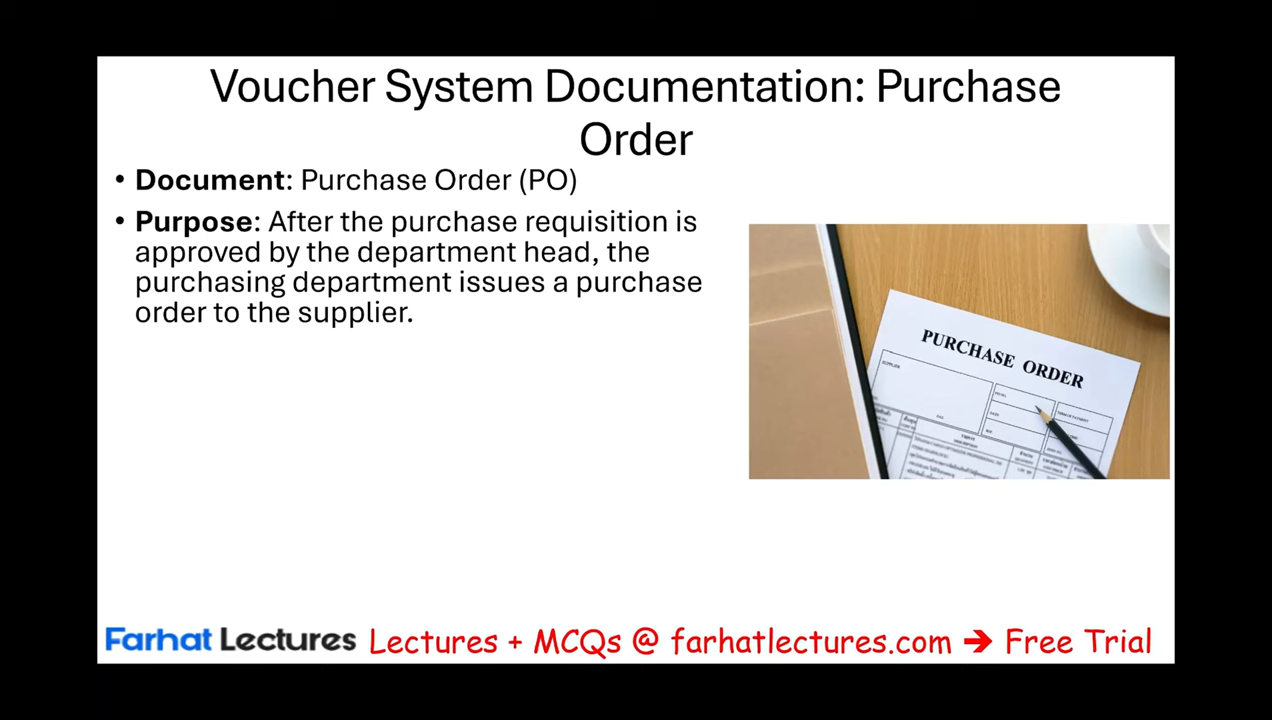 Voucher System Documentation: Purchase
Order
• Document: Purchase Order (PO)
• Purpose: After the purchase requisition is
approved by the department head, the
purchasing department issues a purchase
order to the supplier.
PURCHASE ORDER
SUPPLIER
DATE
Farhat Lectures Lectures + MCQs @ farhatlectures.com ➔ Free Trial